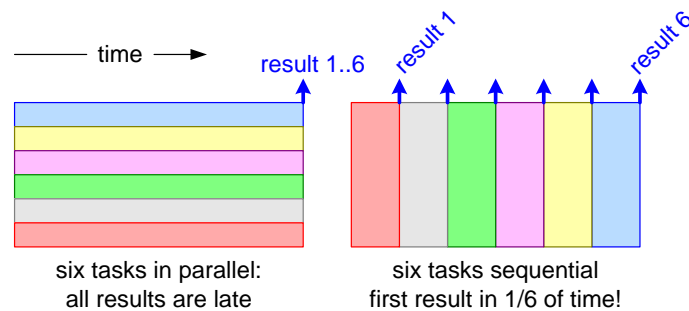 time
result 1..6
result 1
result 6
six tasks in parallel:
all results are late
six tasks sequential
first result in 1/6 of time!